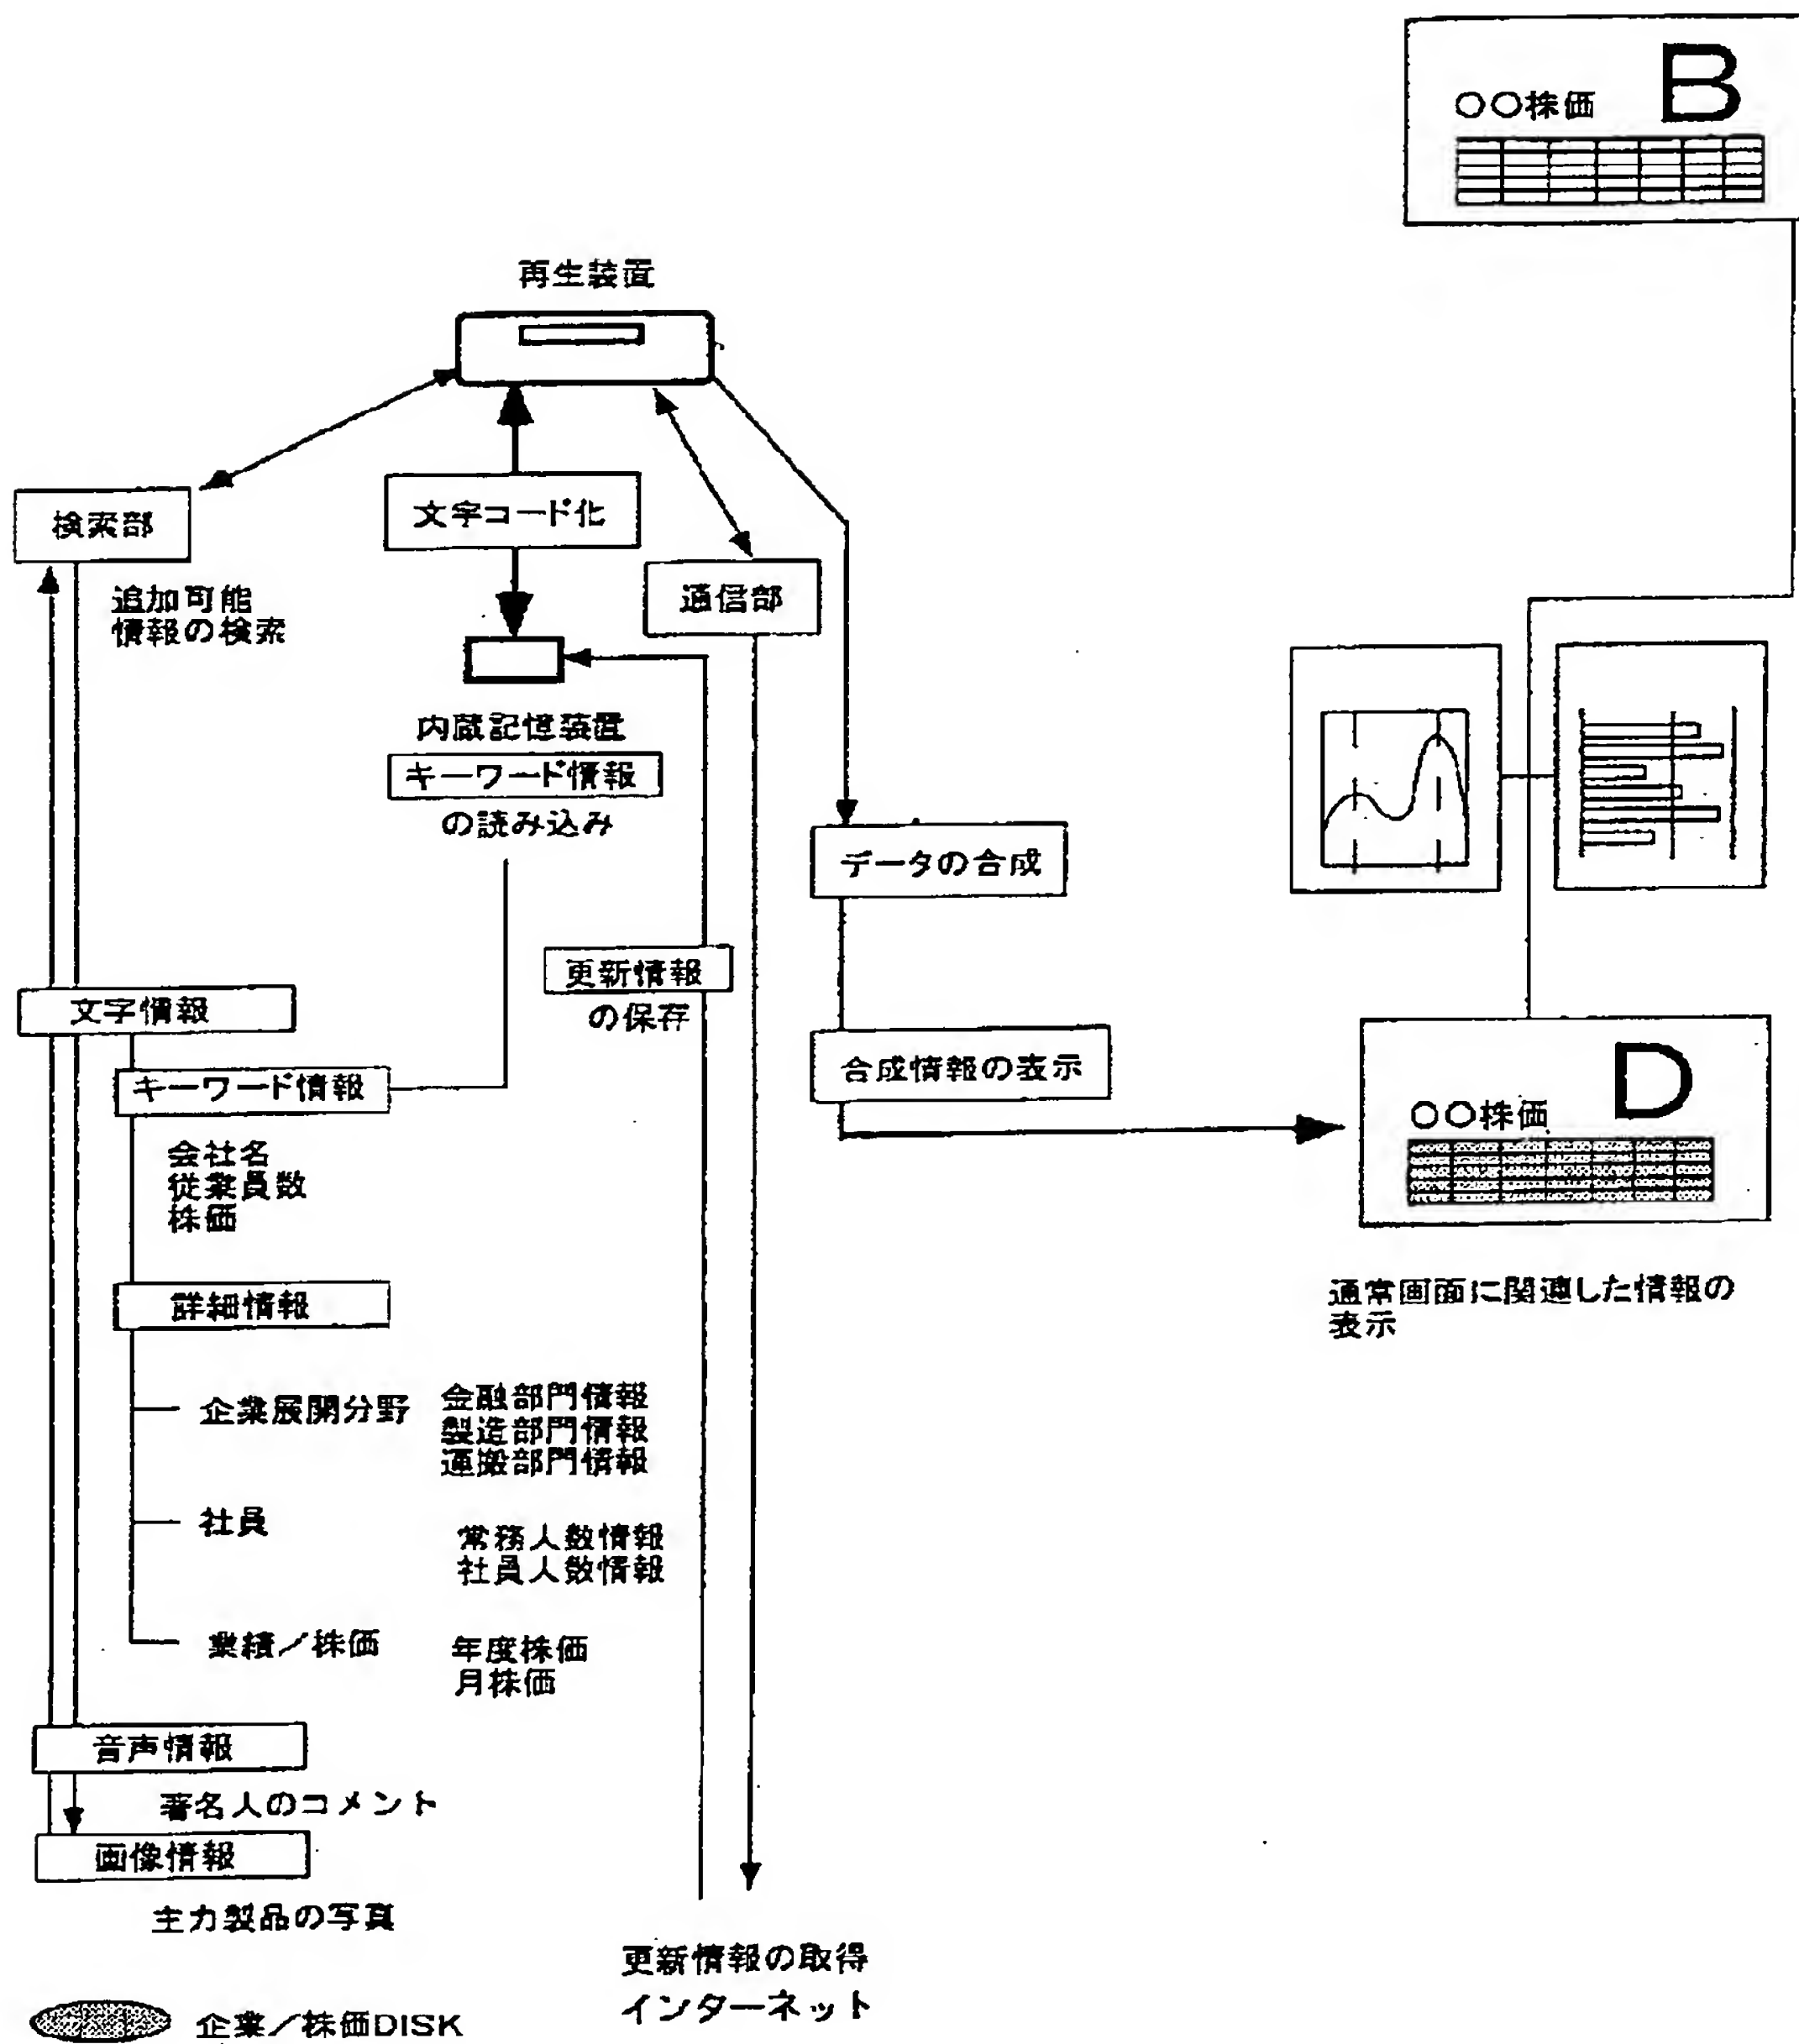 B
○○株価
再生装置
検索部
文字コード化
通信部
追加可能
情報の検索
内蔵記憶装置
キーワード情報
の読み込み
データの合成
更新情報
の保存
文字情報
合成情報の表示
キーワード情報
D
○○株価
会社名
従業員数
株価
通常画面に関連した情報の
表示
詳細情報
企業展開分野
金融部門情報
製造部門情報
運搬部門情報
社員
常務人数情報
社員人数情報
業績/株価
年度株価
月株価
音声情報
著名人のコメント
画像情報
主力製品の写真
更新情報の取得
インターネット
企業/株価DISK